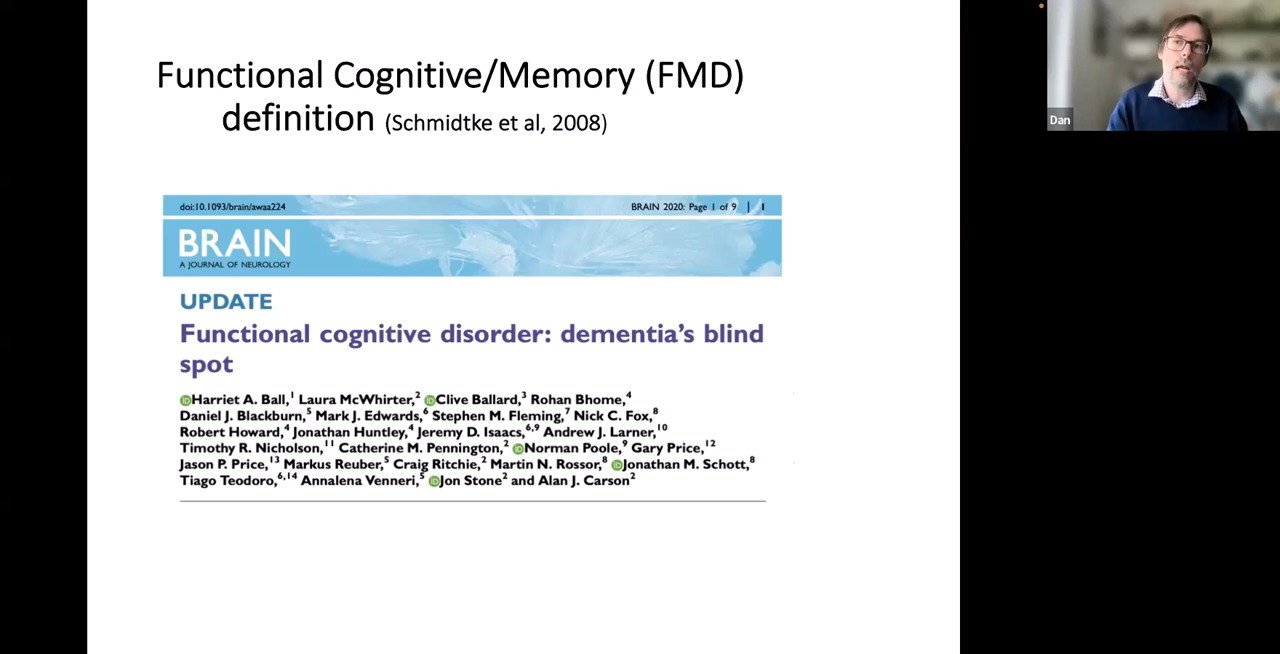 Functional Cognitive/Memory (FMD)
definition (Schmidtke et al, 2008)
doi:10.1093/brain/awaa224 BRAIN 2020: Page 1 of 9 | 1
BRAIN
A JOURNAL OF NEUROLOGY
UPDATE
Functional cognitive disorder: dementia's blind
spot
Harriet A. Ball,1 Laura McWhirter,2 Clive Ballard,3 Rohan Bhome,4
Daniel J. Blackburn,5 Mark J. Edwards,6 Stephen M. Fleming,7 Nick C. Fox,8
Robert Howard,4 Jonathan Huntley,4 Jeremy D. Isaacs,6,9 Andrew J. Larner,10
Timothy R. Nicholson,11 Catherine M. Pennington,2 Norman Poole,9 Gary Price,12
Jason P. Price,13 Markus Reuber,5 Craig Ritchie,2 Martin N. Rossor,8 Jonathan M. Schott,8
Tiago Teodoro,6,14 Annalena Venneri,5 Jon Stone2 and Alan J. Carson2
Dan